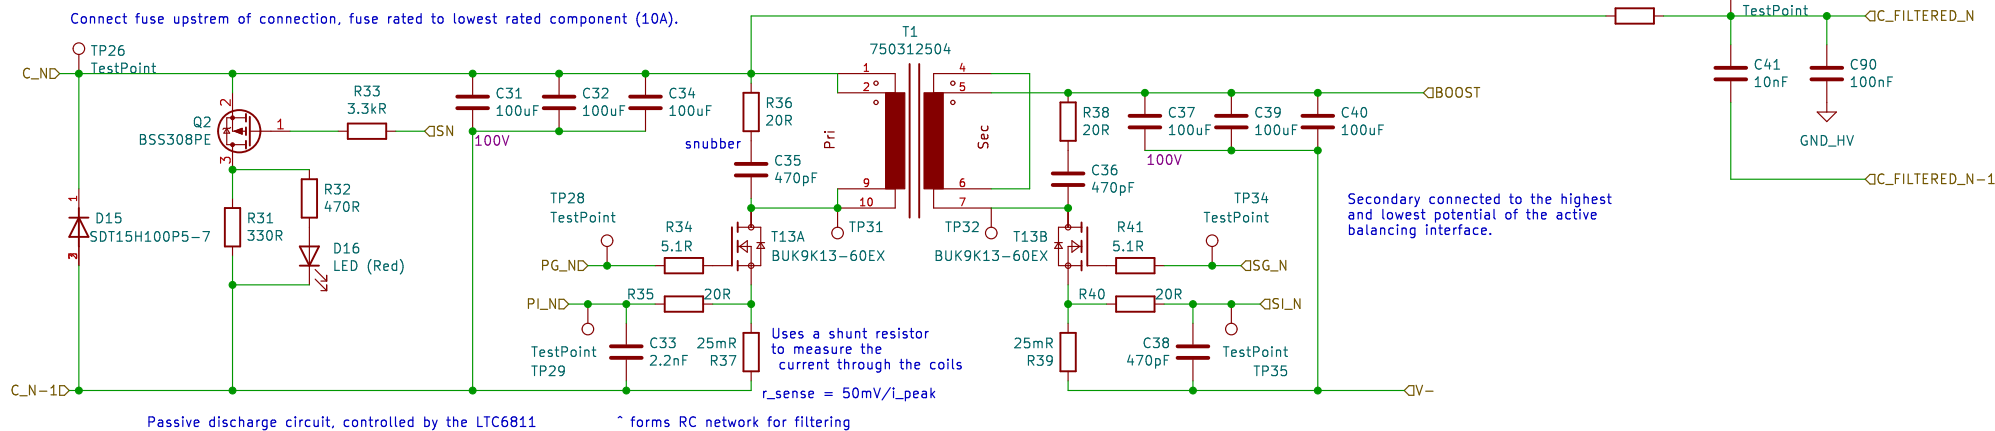 Connect fuse upstrem of connection, fuse rated to lowest rated component (10A).
TP26
TestPoint
C_N
R33
3.3kR
Q2
BSS308PE
2
1
3
SN
C31
100uF
C32
100uF
C34
100uF
100V
R32
470R
R31
330R
D16
LED (Red)
1
D15
SDT15H100P5-7
3
C_N-1
Passive discharge circuit, controlled by the LTC6811
R36
20R
snubber
C35
470pF
TP28
TestPoint
R34
5.1R
PG_N
T13A
BUK9K13-60EX
PI_N
R35
20R
TestPoint
TP29
C33
2.2nF
25mR
R37
Uses a shunt resistor
to measure the
current through the coils
r_sense = 50mV/i_peak
^ forms RC network for filtering
T1
750312504
1
2
9
10
Pri
Sec
4
5
6
7
TP31
TP32
R38
20R
C36
470pF
C37
100uF
C39
100uF
C40
100uF
100V
BOOST
T13B
BUK9K13-60EX
R41
5.1R
TP34
TestPoint
SG_N
R40
20R
SI_N
25mR
R39
C38
470pF
TestPoint
TP35
V-
Secondary connected to the highest
and lowest potential of the active
balancing interface.
TestPoint
C_FILTERED_N
C41
10nF
C90
100nF
GND_HV
C_FILTERED_N-1